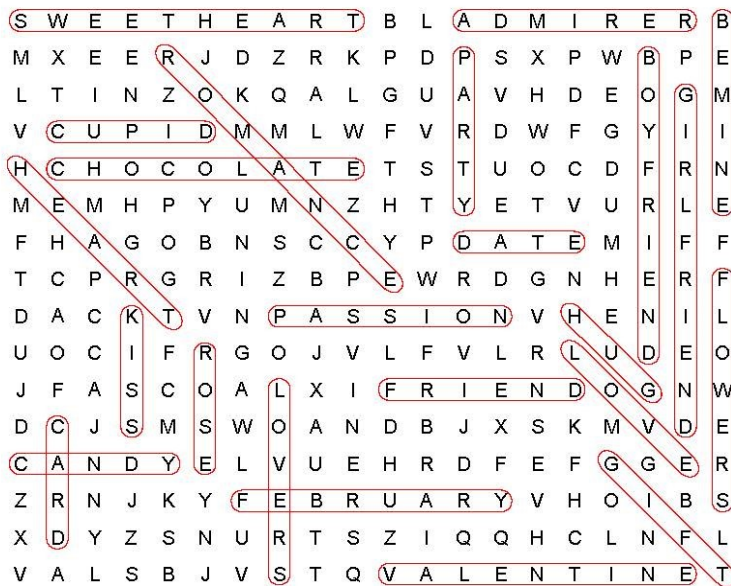 S W E E T H E A R T B L A D M I R E R B
M X E E R J D Z R K P D P S X P W B P E
L T I N Z O K Q A L G U A V H D E O G M
V C U P I D M M L W F V R D W F G Y I I
H C H O C O L A T E T S T U O C D F R N
M E M H P Y U M N Z H T Y E T V U R L E
F H A G O B N S C C Y P D A T E M I F F
T C P R G R I Z B P E W R D G N H E R F
D A C K T V N P A S S I O N V H E N I L
U O C I F R G O J V L F V L R L U D E O
J F A S C O A L X I F R I E N D O G N W
D C J S M S W O A N D B J X S K M V D E
C A N D Y E L V U E H R D F E F G G E R
Z R N J K Y F E B R U A R Y V H O I B S
X D Y Z S N U R T S Z I Q Q H C L N F L
V A L S B J V S T Q V A L E N T I N E T